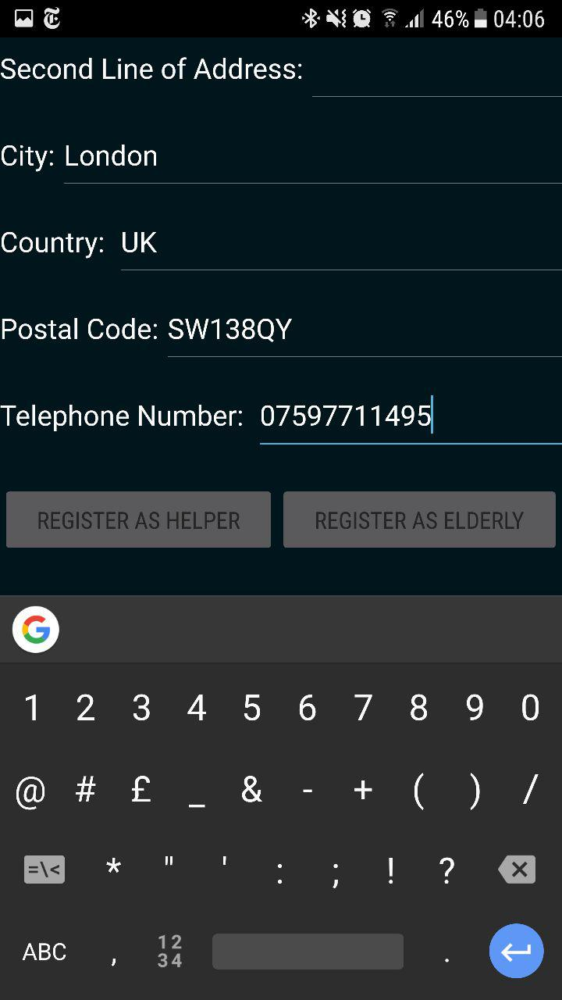 46% 04:06
Second Line of Address:
City: London
Country: UK
Postal Code: SW138QY
Telephone Number: 07597711495
REGISTER AS HELPER REGISTER AS ELDERLY
G
1 2 3 4 5 6 7 8 9 0
@ # £ _ & - + ( ) /
=\< * " ' : ; ! ?
ABC , 12 34 .